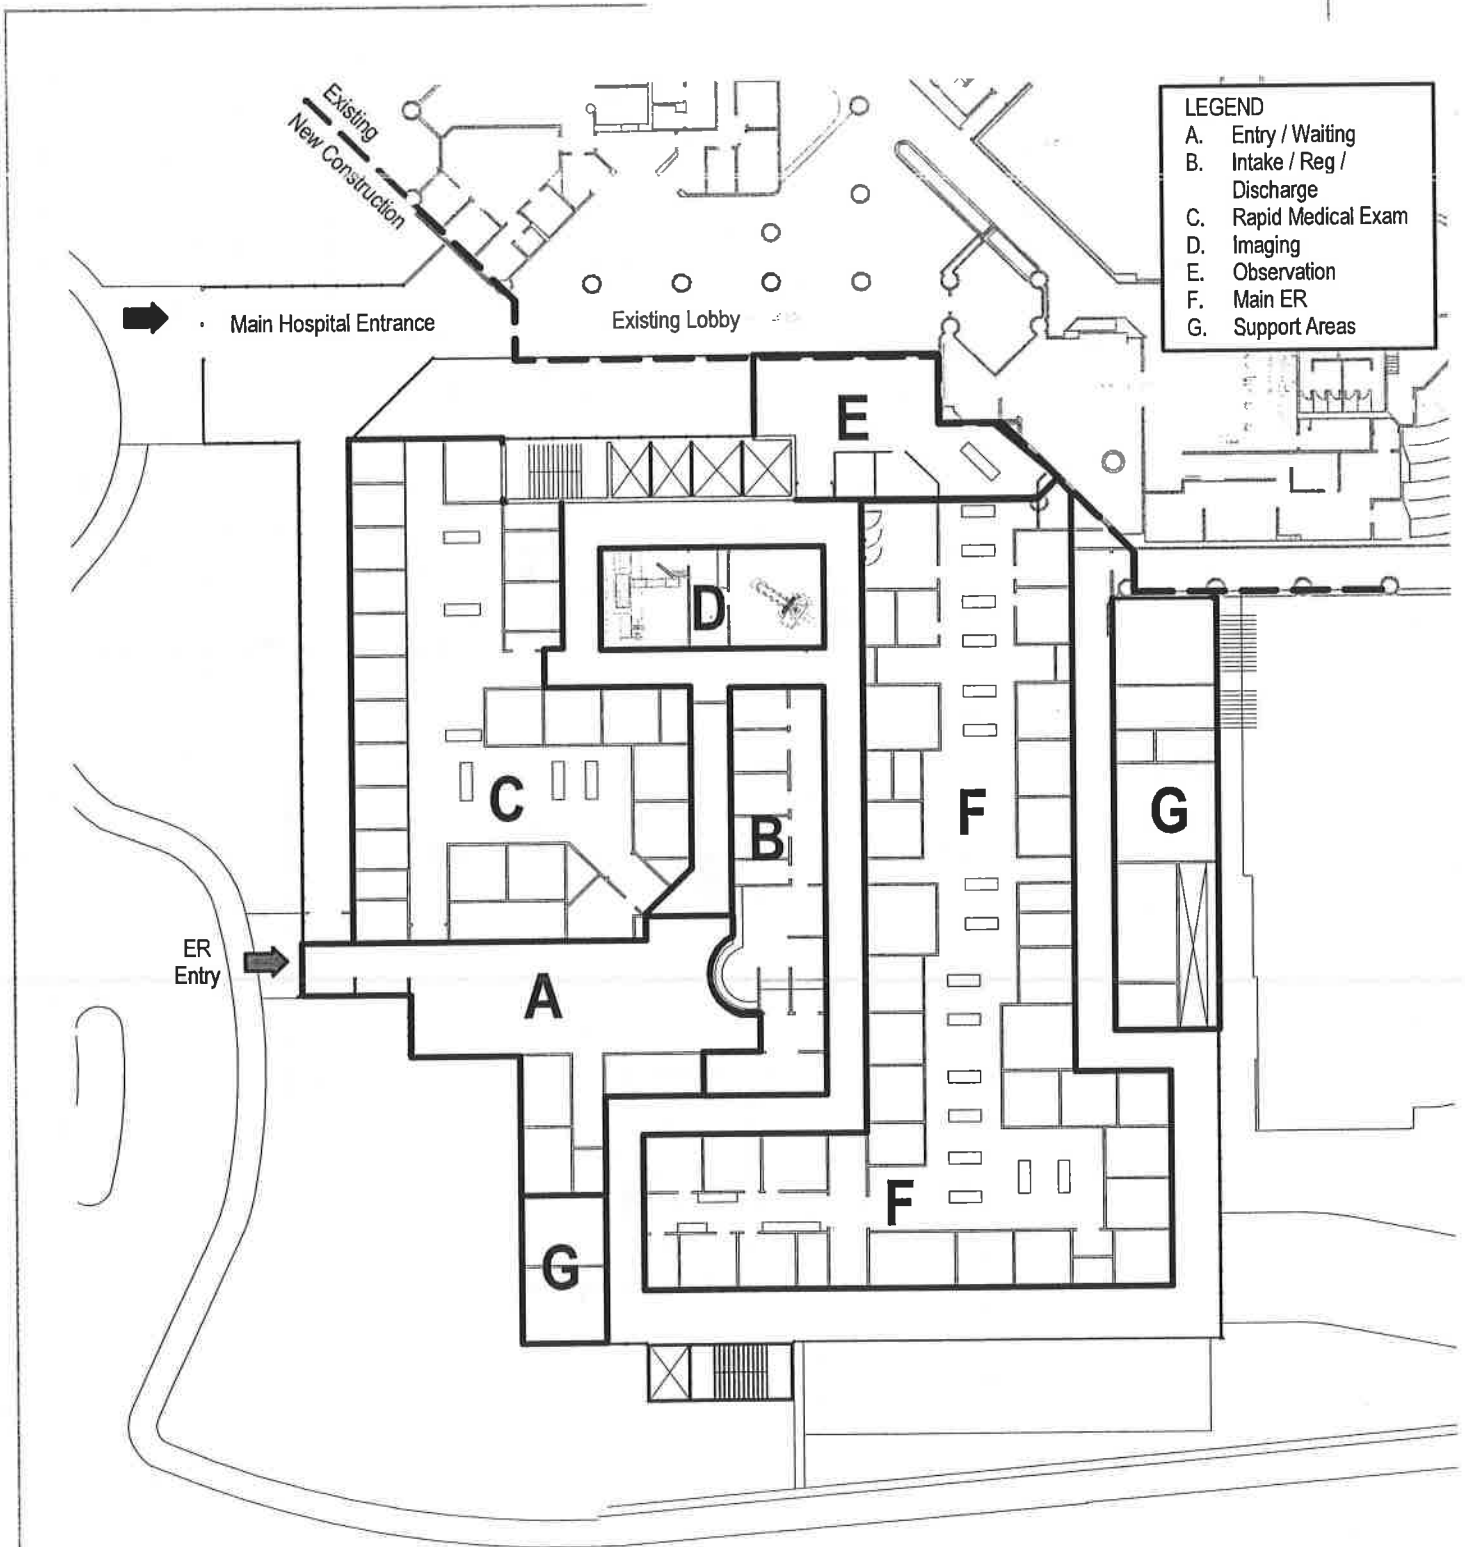 Existing
New Construction
LEGEND
A. Entry / Waiting
B. Intake / Reg /
Discharge
C. Rapid Medical Exam
D. Imaging
E. Observation
F. Main ER
G. Support Areas
Main Hospital Entrance
Existing Lobby
E
D
C
B
F
G
ER
Entry
A
F
G